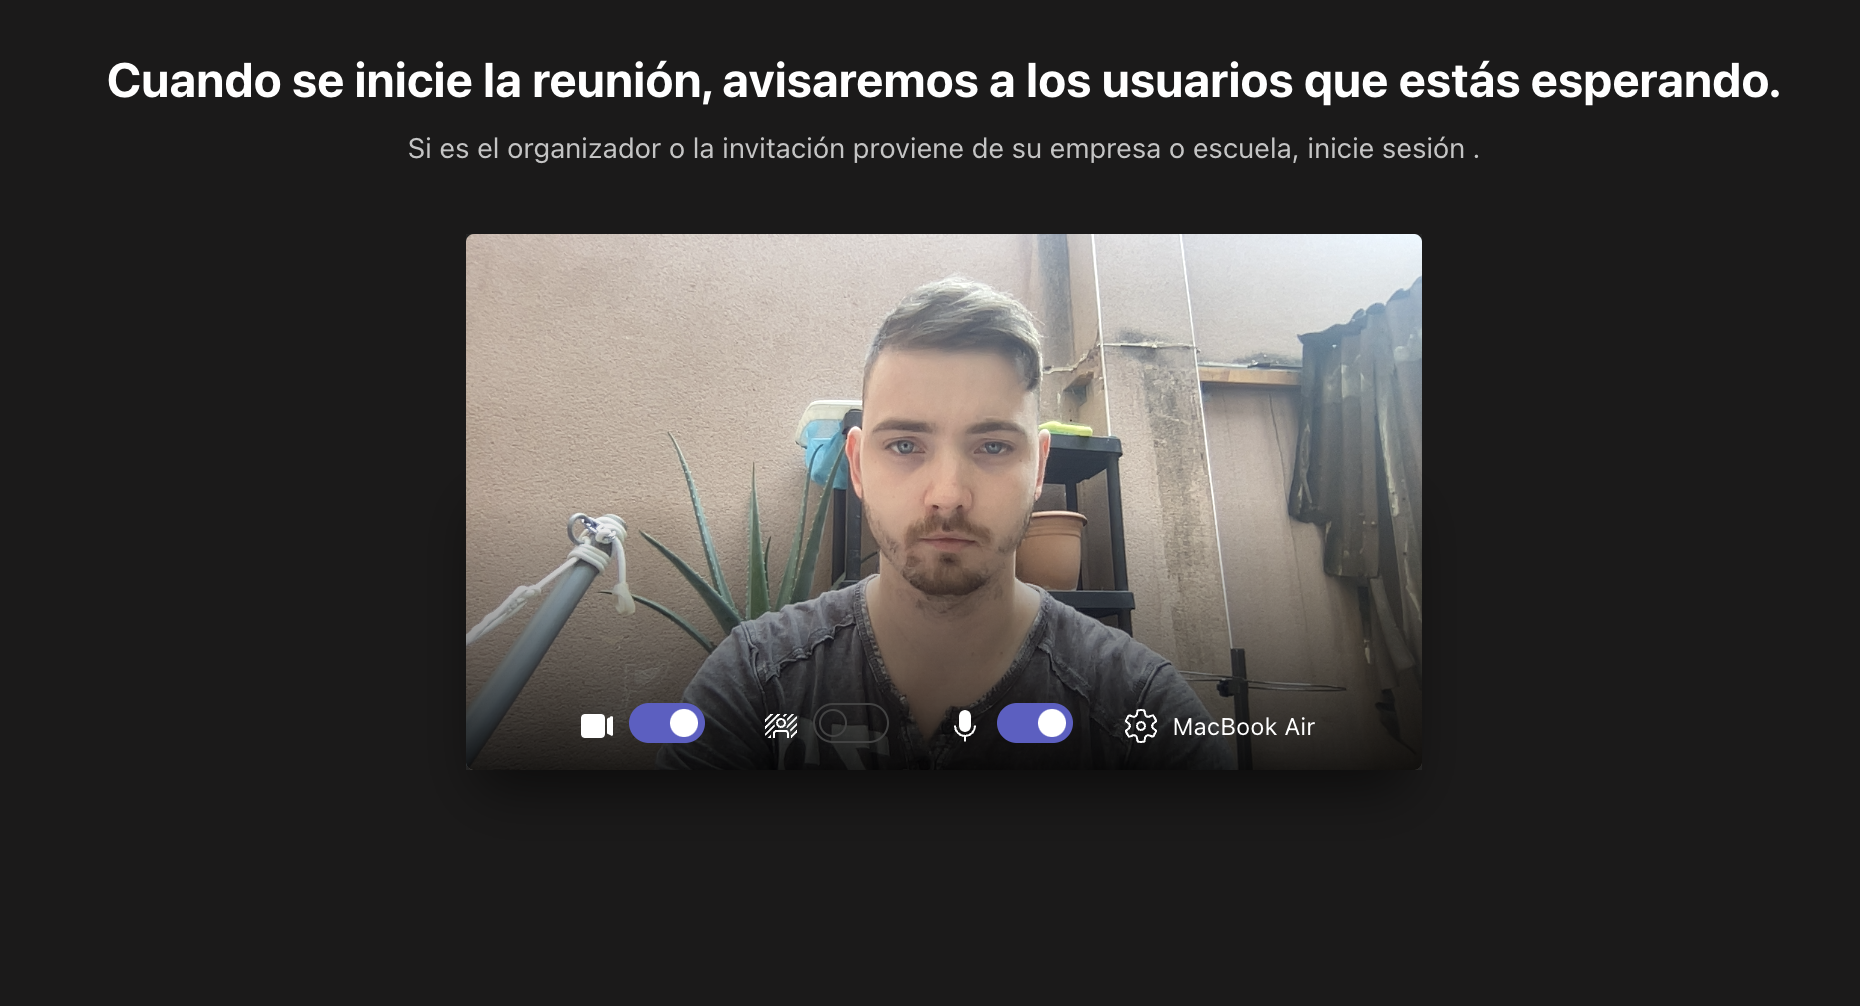 Cuando se inicie la reunión, avisaremos a los usuarios que estás esperando.
Si es el organizador o la invitación proviene de su empresa o escuela, inicie sesión .
MacBook Air